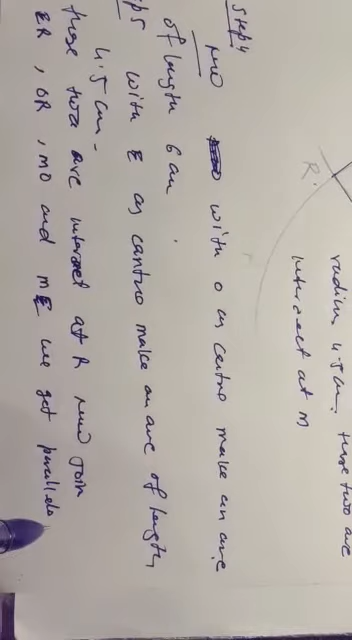 radius 4.5 cm, these two arc
intersect at M
R.
Step 4
Now with O as centre make an arc
of length 6 cm
with E as centre make an arc of length
4.5 cm.
these two arc intersect at R now Join
ER, OR, MO and ME we get parallelo